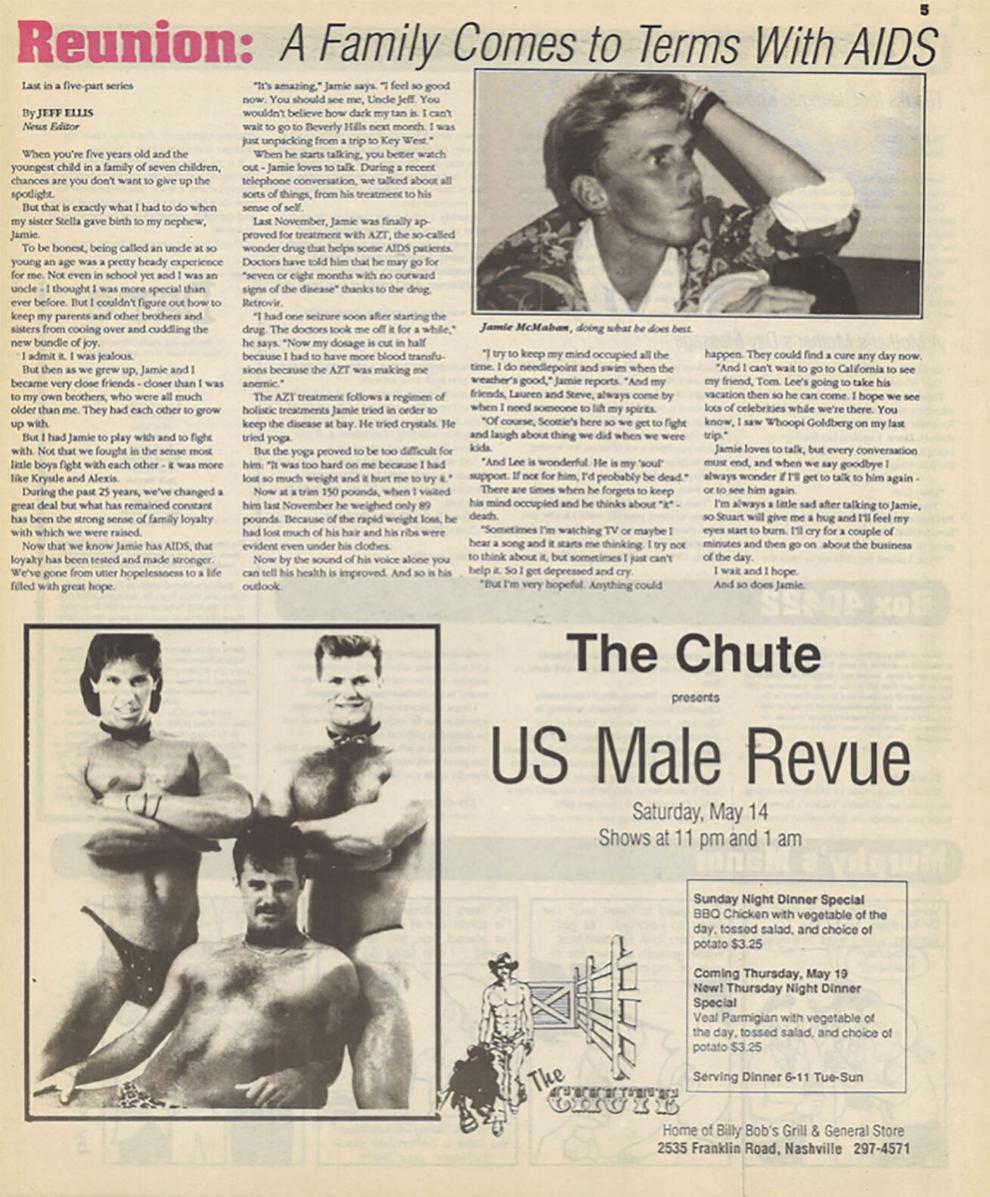 5
Reunion: A Family Comes to Terms With AIDS
Last in a five-part series
By JEFF ELLIS
News Editor
When you're five years old and the
youngest child in a family of seven children,
chances are you don't want to give up the
spotlight.
But that is exactly what I had to do when
my sister Stella gave birth to my nephew,
Jamie.
To be honest, being called an uncle at so
young an age was a pretty heady experience
for me. Not even in school yet and I was an
uncle - I thought I was more special than
ever before. But I couldn't figure out how to
keep my parents and other brothers and
sisters from cooing over and cuddling the
new bundle of joy.
I admit it. I was jealous.
But then as we grew up, Jamie and I
became very close friends - closer than I was
to my own brothers, who were all much
older than me. They had each other to grow
up with.
But I had Jamie to play with and to fight
with. Not that we fought in the sense most
little boys fight with each other - it was more
like Krystle and Alexis.
During the past 25 years, we've changed a
great deal but what has remained constant
has been the strong sense of family loyalty
with which we were raised.
Now that we know Jamie has AIDS, that
loyalty has been tested and made stronger.
We've gone from utter hopelessness to a life
filled with great hope.
"It's amazing," Jamie says. "I feel so good
now. You should see me, Uncle Jeff. You
wouldn't believe how dark my tan is. I can't
wait to go to Beverly Hills next month. I was
just unpacking from a trip to Key West."
When he starts talking, you better watch
out - Jamie loves to talk. During a recent
telephone conversation, we talked about all
sorts of things, from his treatment to his
sense of self.
Last November, Jamie was finally ap-
proved for treatment with AZT, the so-called
wonder drug that helps some AIDS patients.
Doctors have told him that he may go for
"seven or eight months with no outward
signs of the disease" thanks to the drug,
Retrovir.
"I had one seizure soon after starting the
drug. The doctors took me off it for a while,"
he says. "Now my dosage is cut in half
because I had to have more blood transfu-
sions because the AZT was making me
anemic."
The AZT treatment follows a regimen of
holistic treatments Jamie tried in order to
keep the disease at bay. He tried crystals. He
tried yoga.
But the yoga proved to be too difficult for
him: "It was too hard on me because I had
lost so much weight and it hurt me to try it."
Now at a trim 150 pounds, when I visited
him last November he weighed only 89
pounds. Because of the rapid weight loss, he
had lost much of his hair and his ribs were
evident even under his clothes.
Now by the sound of his voice alone you
can tell his health is improved. And so is his
outlook.
Jamie McMahan, doing what he does best.
"I try to keep my mind occupied all the
time. I do needlepoint and swim when the
weather's good," Jamie reports. "And my
friends, Lauren and Steve, always come by
when I need someone to lift my spirits.
"Of course, Scottie's here so we get to fight
and laugh about thing we did when we were
kids.
"And Lee is wonderful. He is my 'soul'
support. If not for him, I'd probably be dead."
There are times when he forgets to keep
his mind occupied and he thinks about "it" -
death.
"Sometimes I'm watching TV or maybe I
hear a song and it starts me thinking. I try not
to think about it, but sometimes I just can't
help it. So I get depressed and cry.
"But I'm very hopeful. Anything could
happen. They could find a cure any day now.
"And I can't wait to go to California to see
my friend, Tom. Lee's going to take his
vacation then so he can come. I hope we see
lots of celebrities while we're there. You
know, I saw Whoopi Goldberg on my last
trip."
Jamie loves to talk, but every conversation
must end, and when we say goodbye I
always wonder if I'll get to talk to him again -
or to see him again.
I'm always a little sad after talking to Jamie,
so Stuart will give me a hug and I'll feel my
eyes start to burn. I'll cry for a couple of
minutes and then go on about the business
of the day.
I wait and I hope.
And so does Jamie.
The Chute
presents
US Male Revue
Saturday, May 14
Shows at 11 pm and 1 am
Sunday Night Dinner Special
BBQ Chicken with vegetable of the
day, tossed salad, and choice of
potato $3.25
Coming Thursday, May 19
New! Thursday Night Dinner
Special
Veal Parmigian with vegetable of
the day, tossed salad, and choice of
potato $3.25
Serving Dinner 6-11 Tue-Sun
The CHUTE
Home of Billy Bob's Grill & General Store
2535 Franklin Road, Nashville 297-4571